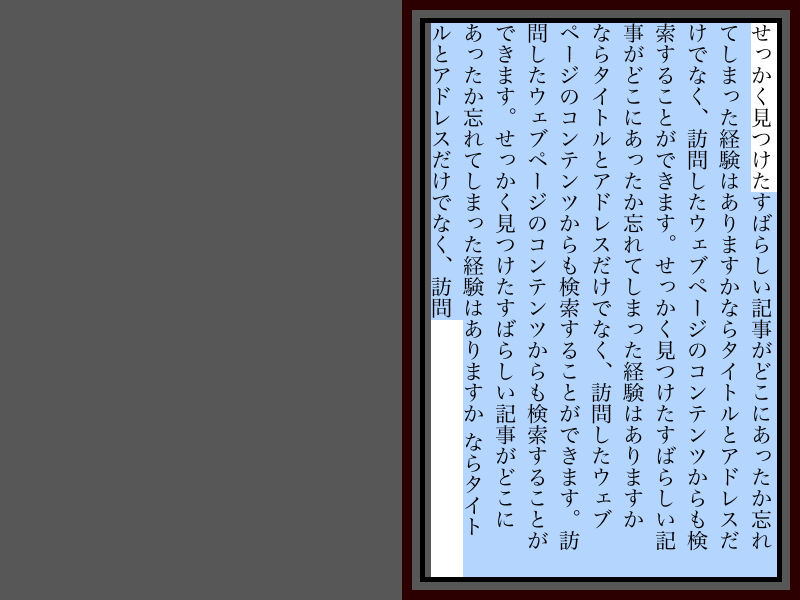 せっかく見つけたすばらしい記事がどこにあったか忘れ
てしまった経験はありますかならタイトルとアドレスだ
けでなく、訪問したウェブページのコンテンツからも検
索することができます。せっかく見つけたすばらしい記
事がどこにあったか忘れてしまった経験はありますか
ならタイトルとアドレスだけでなく、訪問したウェブ
ページのコンテンツからも検索することができます。訪
問したウェブページのコンテンツからも検索することが
できます。せっかく見つけたすばらしい記事がどこに
あったか忘れてしまった経験はありますか ならタイト
ルとアドレスだけでなく、訪問